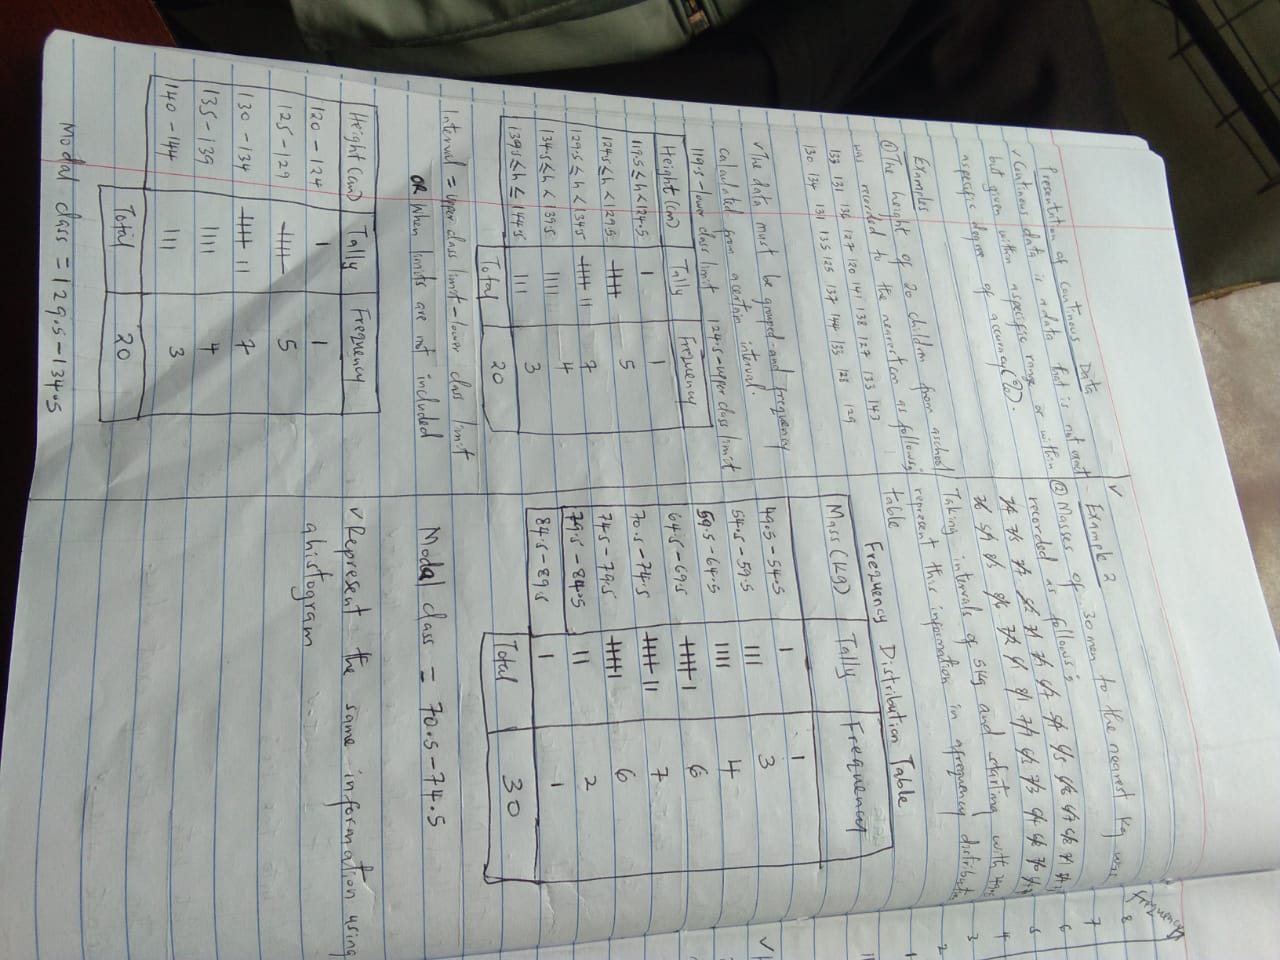 Presentation of Continous Data
✓ Continous data is a data that is not exact
but given within a specific range or within
a specific degree of accuracy
Examples
① The height of 20 children from a school
was recorded to the nearest cm as follows:
139 131 136 127 120 141 138 127 133 143
130 134 131 135 125 137 144 133 128 129
✓ The data must be grouped and frequency
calculated from a certain interval.
119.5 - lower class limit 124.5 - upper class limit
Height (cm) Tally Frequency
119.5 ≤ h < 124.5 I 1
124.5 ≤ h < 129.5 IIII 5
129.5 ≤ h < 134.5 IIII II 7
134.5 ≤ h < 139.5 IIII 4
139.5 ≤ h ≤ 144.5 III 3
Total 20
Interval = Upper class limit - lower class limit
OR When limits are not included
Height (cm) Tally Frequency
120 - 124 I 1
125 - 129 IIII 5
130 - 134 IIII II 7
135 - 139 IIII 4
140 - 144 III 3
Total 20
Modal class = 129.5 - 134.5
✓ Example 2
② Masses of 30 men to the nearest kg was
recorded as follows:
Taking intervals of 5kg and starting with
represent this information in a frequency
table
Frequency Distribution Table
Mass (kg) Tally Frequency
49.5 - 54.5 I 1
54.5 - 59.5 III 3
59.5 - 64.5 IIII 4
64.5 - 69.5 IIII I 6
70.5 - 74.5 IIII II 7
74.5 - 79.5 IIII I 6
79.5 - 84.5 II 2
84.5 - 89.5 I 1
Total 30
Modal class = 70.5 - 74.5
✓ Represent the same information using
a histogram
Frequency
8
7
6
5
4
3
2
1